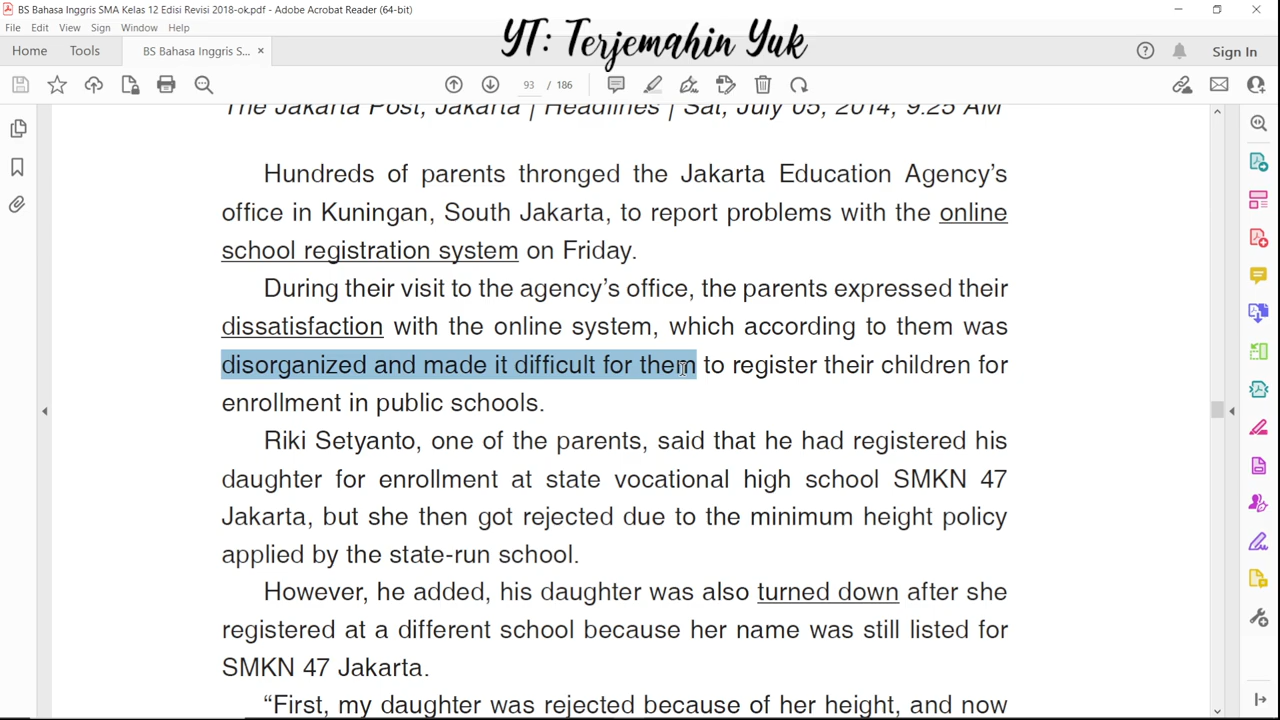 BS Bahasa Inggris SMA Kelas 12 Edisi Revisi 2018-ok.pdf - Adobe Acrobat Reader (64-bit)
YT: Terjemahin Yuk
File Edit View Sign Window Help
Home Tools BS Bahasa Inggris S... × Sign In
93 / 186
The Jakarta Post, Jakarta | Headlines | Sat, July 05, 2014, 9.25 AM
Hundreds of parents thronged the Jakarta Education Agency's
office in Kuningan, South Jakarta, to report problems with the online
school registration system on Friday.
During their visit to the agency's office, the parents expressed their
dissatisfaction with the online system, which according to them was
disorganized and made it difficult for them to register their children for
enrollment in public schools.
Riki Setyanto, one of the parents, said that he had registered his
daughter for enrollment at state vocational high school SMKN 47
Jakarta, but she then got rejected due to the minimum height policy
applied by the state-run school.
However, he added, his daughter was also turned down after she
registered at a different school because her name was still listed for
SMKN 47 Jakarta.
“First, my daughter was rejected because of her height, and now